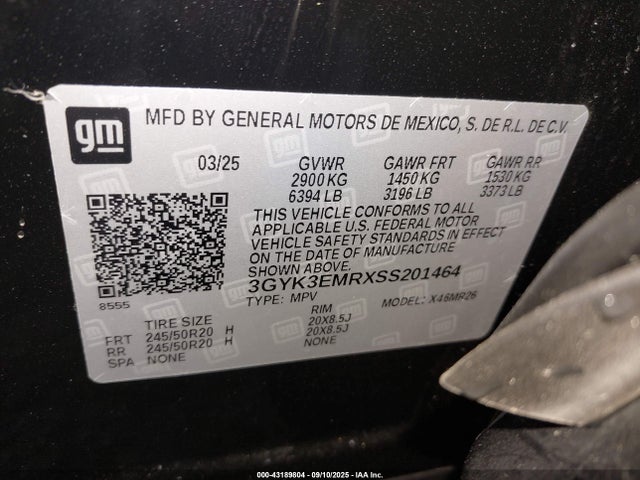 gm
MFD BY GENERAL MOTORS DE MEXICO, S. DE R.L. DE C.V.
03/25 GVWR GAWR FRT GAWR RR
2900 KG 1450 KG 1530 KG
6394 LB 3196 LB 3373 LB
THIS VEHICLE CONFORMS TO ALL
APPLICABLE U.S. FEDERAL MOTOR
VEHICLE SAFETY STANDARDS IN EFFECT
ON THE DATE OF MANUFACTURE
SHOWN ABOVE.
8555
3GYK3EMRXSS201464
TYPE: MPV MODEL: X46MR26
TIRE SIZE RIM
FRT 245/50R20 H 20X8.5J
RR 245/50R20 H 20X8.5J
SPA NONE NONE
000-43189804 - 09/10/2025 - IAA Inc.